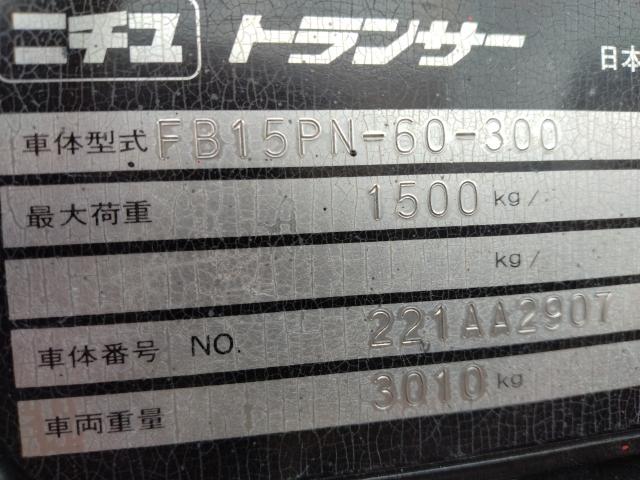 ニチユ トランサー 日本
車体型式 FB15PN-60-300
最大荷重 1500 kg/
kg/
車体番号 NO. 221AA2907
車両重量 3010 kg